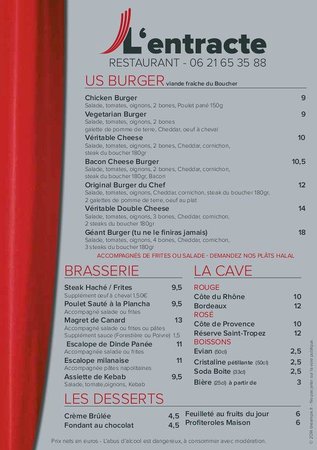 L'entracte
RESTAURANT - 06 21 65 35 88
US BURGER viande fraîche du Boucher
Chicken Burger 9
Salade, tomates, oignons, 2 bones, Poulet pané 150g
Vegetarian Burger 9
Salade, tomates, oignons, 2 bones
galette de pomme de terre, Cheddar, oeuf à cheval
Véritable Cheese 10
Salade, tomates, oignons, 2 bones, Cheddar, cornichon,
steak du boucher 180gr
Bacon Cheese Burger 10,5
Salade, tomates, oignons, 2 bones, Cheddar, cornichon,
steak du boucher 180gr, Bacon
Original Burger du Chef 12
Salade, tomates, oignons, Cheddar, cornichon, steak du boucher 180gr,
2 galettes de pomme de terre, oeuf au plat
Véritable Double Cheese 14
Salade, tomates, oignons, 3 bones, Cheddar, cornichon,
2 steaks du boucher 180gr
Géant Burger (tu ne le finiras jamais) 18
Salade, tomates, oignons, 4 bones, Cheddar, cornichon,
3 steaks du boucher 180gr
ACCOMPAGNÉS DE FRITES OU SALADE - DEMANDEZ NOS PLÂTS HALAL
BRASSERIE
Steak Haché / Frites 9,5
Supplément oeuf à cheval 1,50€
Poulet Sauté à la Plancha 9,5
Accompagné salade ou frites
Magret de Canard 13
Accompagné salade ou frites ou pâtes
Supplément sauce (Forestière ou Poivre) 1,5
Escalope de Dinde Panée 11
Accompagnée salade ou frites
Escalope milanaise 11
Accompagnée pâtes napolitaines
Assiette de Kebab 9,5
Salade, tomate, oignons, Kebab
LA CAVE
ROUGE
Côte du Rhône 10
Bordeaux 12
ROSÉ
Côte de Provence 10
Réserve Saint-Tropez 12
BOISSONS
Evian (50cl) 2,5
Cristaline pétillante (50cl) 2,5
Soda Boite (33cl) 2,5
Bière (25cl) à partir de 3
LES DESSERTS
Crème Brûlée 4,5
Fondant au chocolat 4,5
Feuilleté au fruits du jour 6
Profiteroles Maison 6
Prix nets en euros - L'abus d'alcool est dangereux, à consommer avec modération.